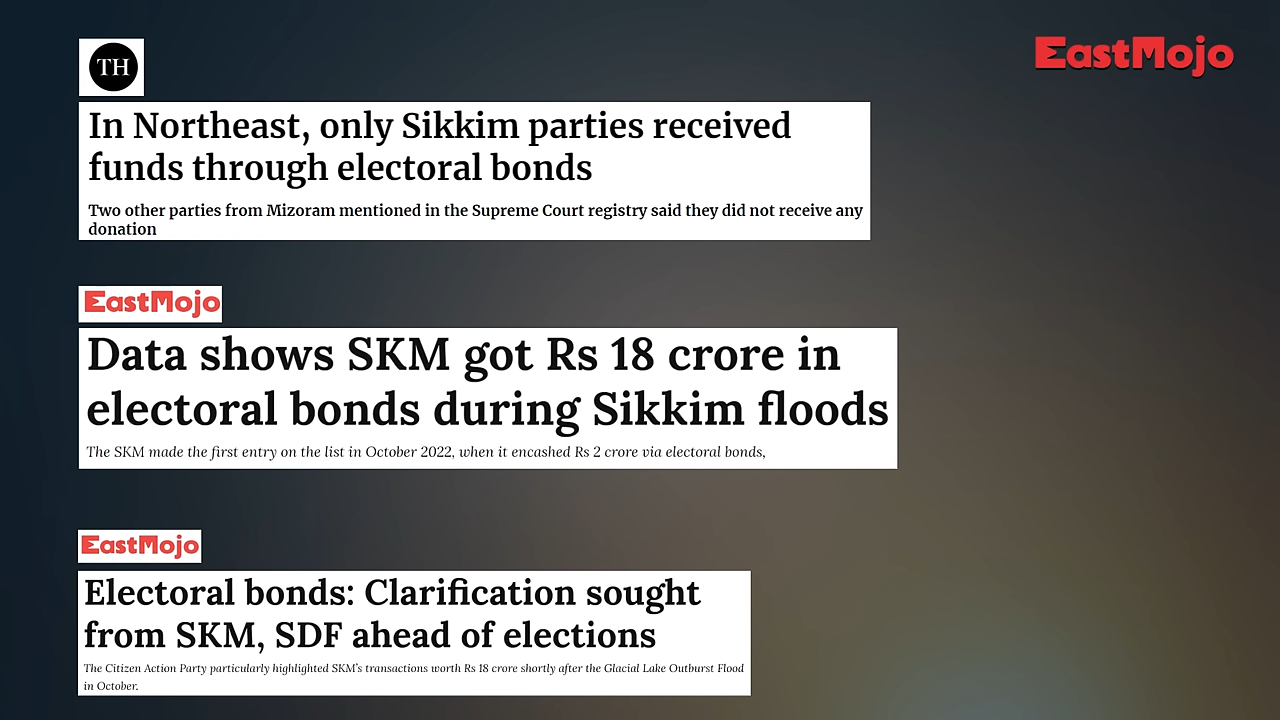 TH
EastMojo
In Northeast, only Sikkim parties received
funds through electoral bonds
Two other parties from Mizoram mentioned in the Supreme Court registry said they did not receive any
donation
EastMojo
Data shows SKM got Rs 18 crore in
electoral bonds during Sikkim floods
The SKM made the first entry on the list in October 2022, when it encashed Rs 2 crore via electoral bonds,
EastMojo
Electoral bonds: Clarification sought
from SKM, SDF ahead of elections
The Citizen Action Party particularly highlighted SKM's transactions worth Rs 18 crore shortly after the Glacial Lake Outburst Flood
in October.